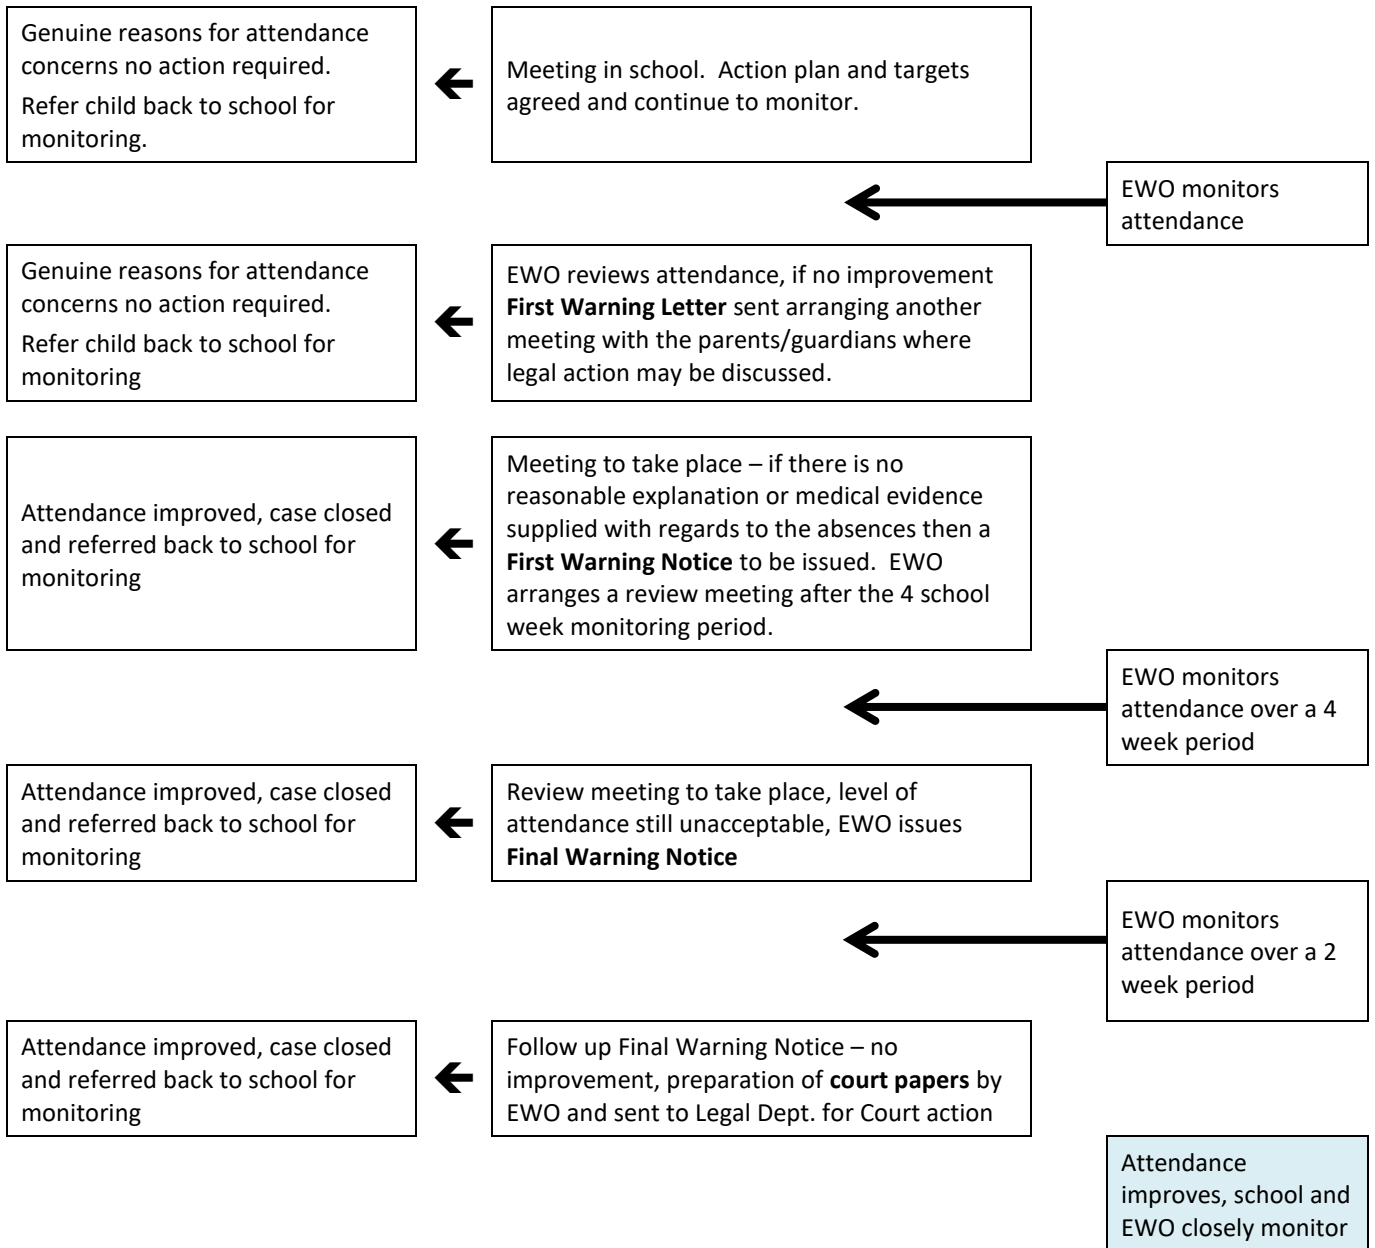 Genuine reasons for attendance
concerns no action required.
Refer child back to school for
monitoring.
Meeting in school.  Action plan and targets
agreed and continue to monitor.
EWO monitors
attendance
Genuine reasons for attendance
concerns no action required.
Refer child back to school for
monitoring
EWO reviews attendance, if no improvement
First Warning Letter sent arranging another
meeting with the parents/guardians where
legal action may be discussed.
Attendance improved, case closed
and referred back to school for
monitoring
Meeting to take place – if there is no
reasonable explanation or medical evidence
supplied with regards to the absences then a
First Warning Notice to be issued.  EWO
arranges a review meeting after the 4 school
week monitoring period.
EWO monitors
attendance over a 4
week period
Attendance improved, case closed
and referred back to school for
monitoring
Review meeting to take place, level of
attendance still unacceptable, EWO issues
Final Warning Notice
EWO monitors
attendance over a 2
week period
Attendance improved, case closed
and referred back to school for
monitoring
Follow up Final Warning Notice – no
improvement, preparation of court papers by
EWO and sent to Legal Dept. for Court action
Attendance
improves, school and
EWO closely monitor